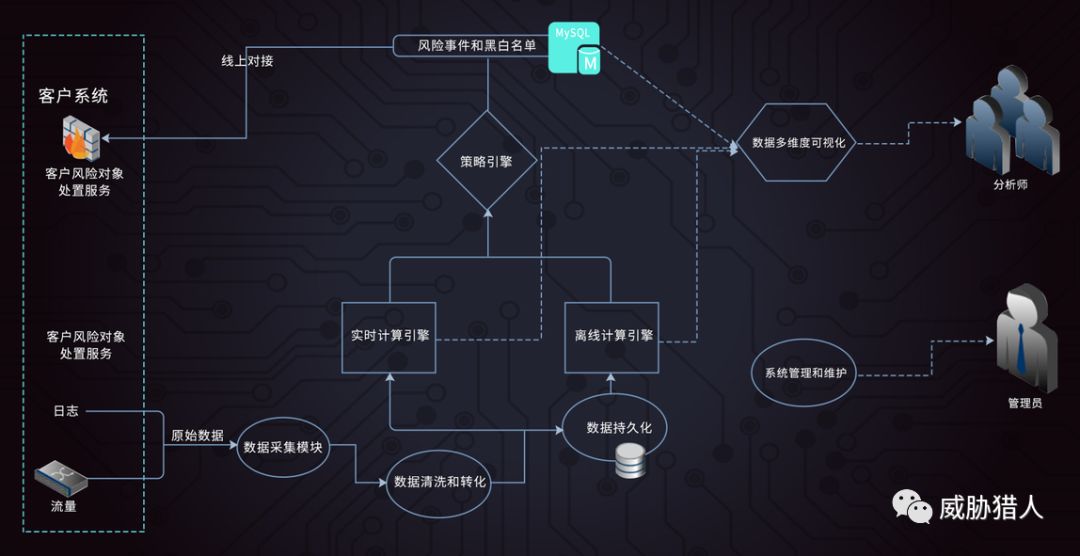 风险事件和黑白名单
MySQL
M
线上对接
客户系统
客户风险对象
处置服务
策略引擎
数据多维度可视化
分析师
客户风险对象
处置服务
实时计算引擎
离线计算引擎
系统管理和维护
管理员
日志
原始数据
数据采集模块
数据持久化
数据清洗和转化
流量
威胁猎人